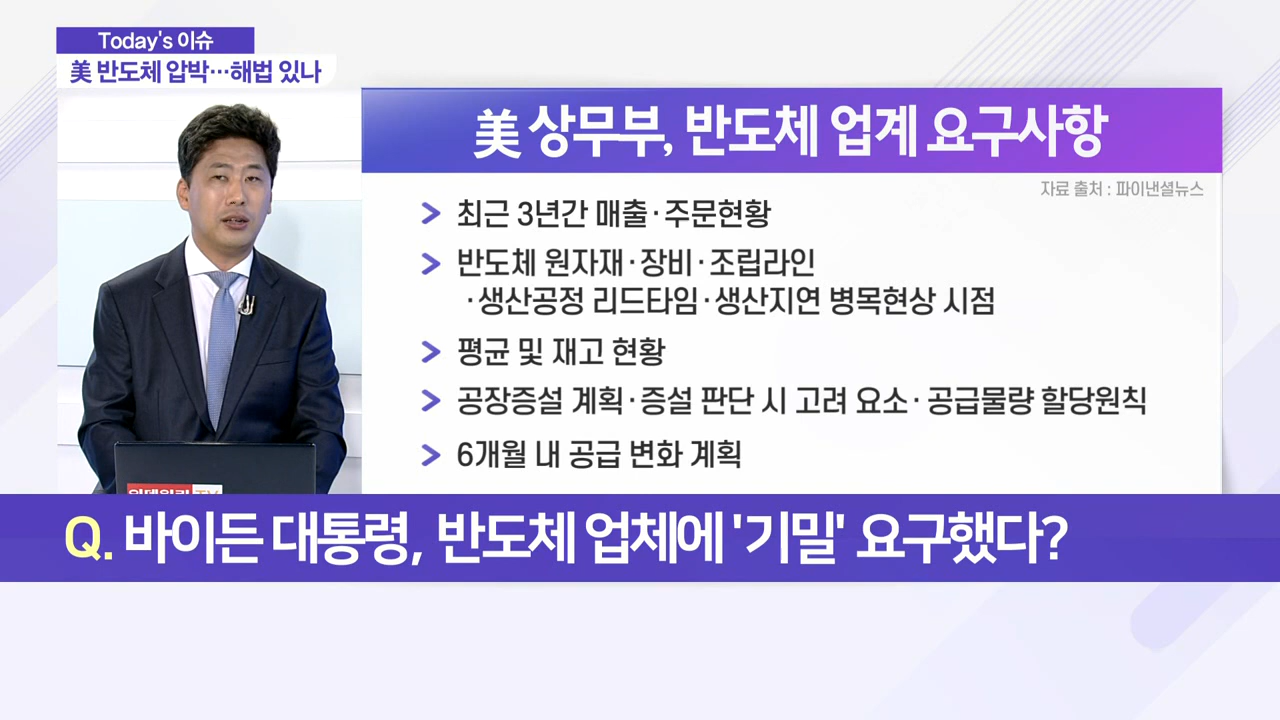 Today's 이슈
美 반도체 압박…해법 있나
美 상무부, 반도체 업계 요구사항
자료 출처 : 파이낸셜뉴스
> 최근 3년간 매출·주문현황
> 반도체 원자재·장비·조립라인
·생산공정 리드타임·생산지연 병목현상 시점
> 평균 및 재고 현황
> 공장증설 계획·증설 판단 시 고려 요소·공급물량 할당원칙
> 6개월 내 공급 변화 계획
Q. 바이든 대통령, 반도체 업체에 '기밀' 요구했다?